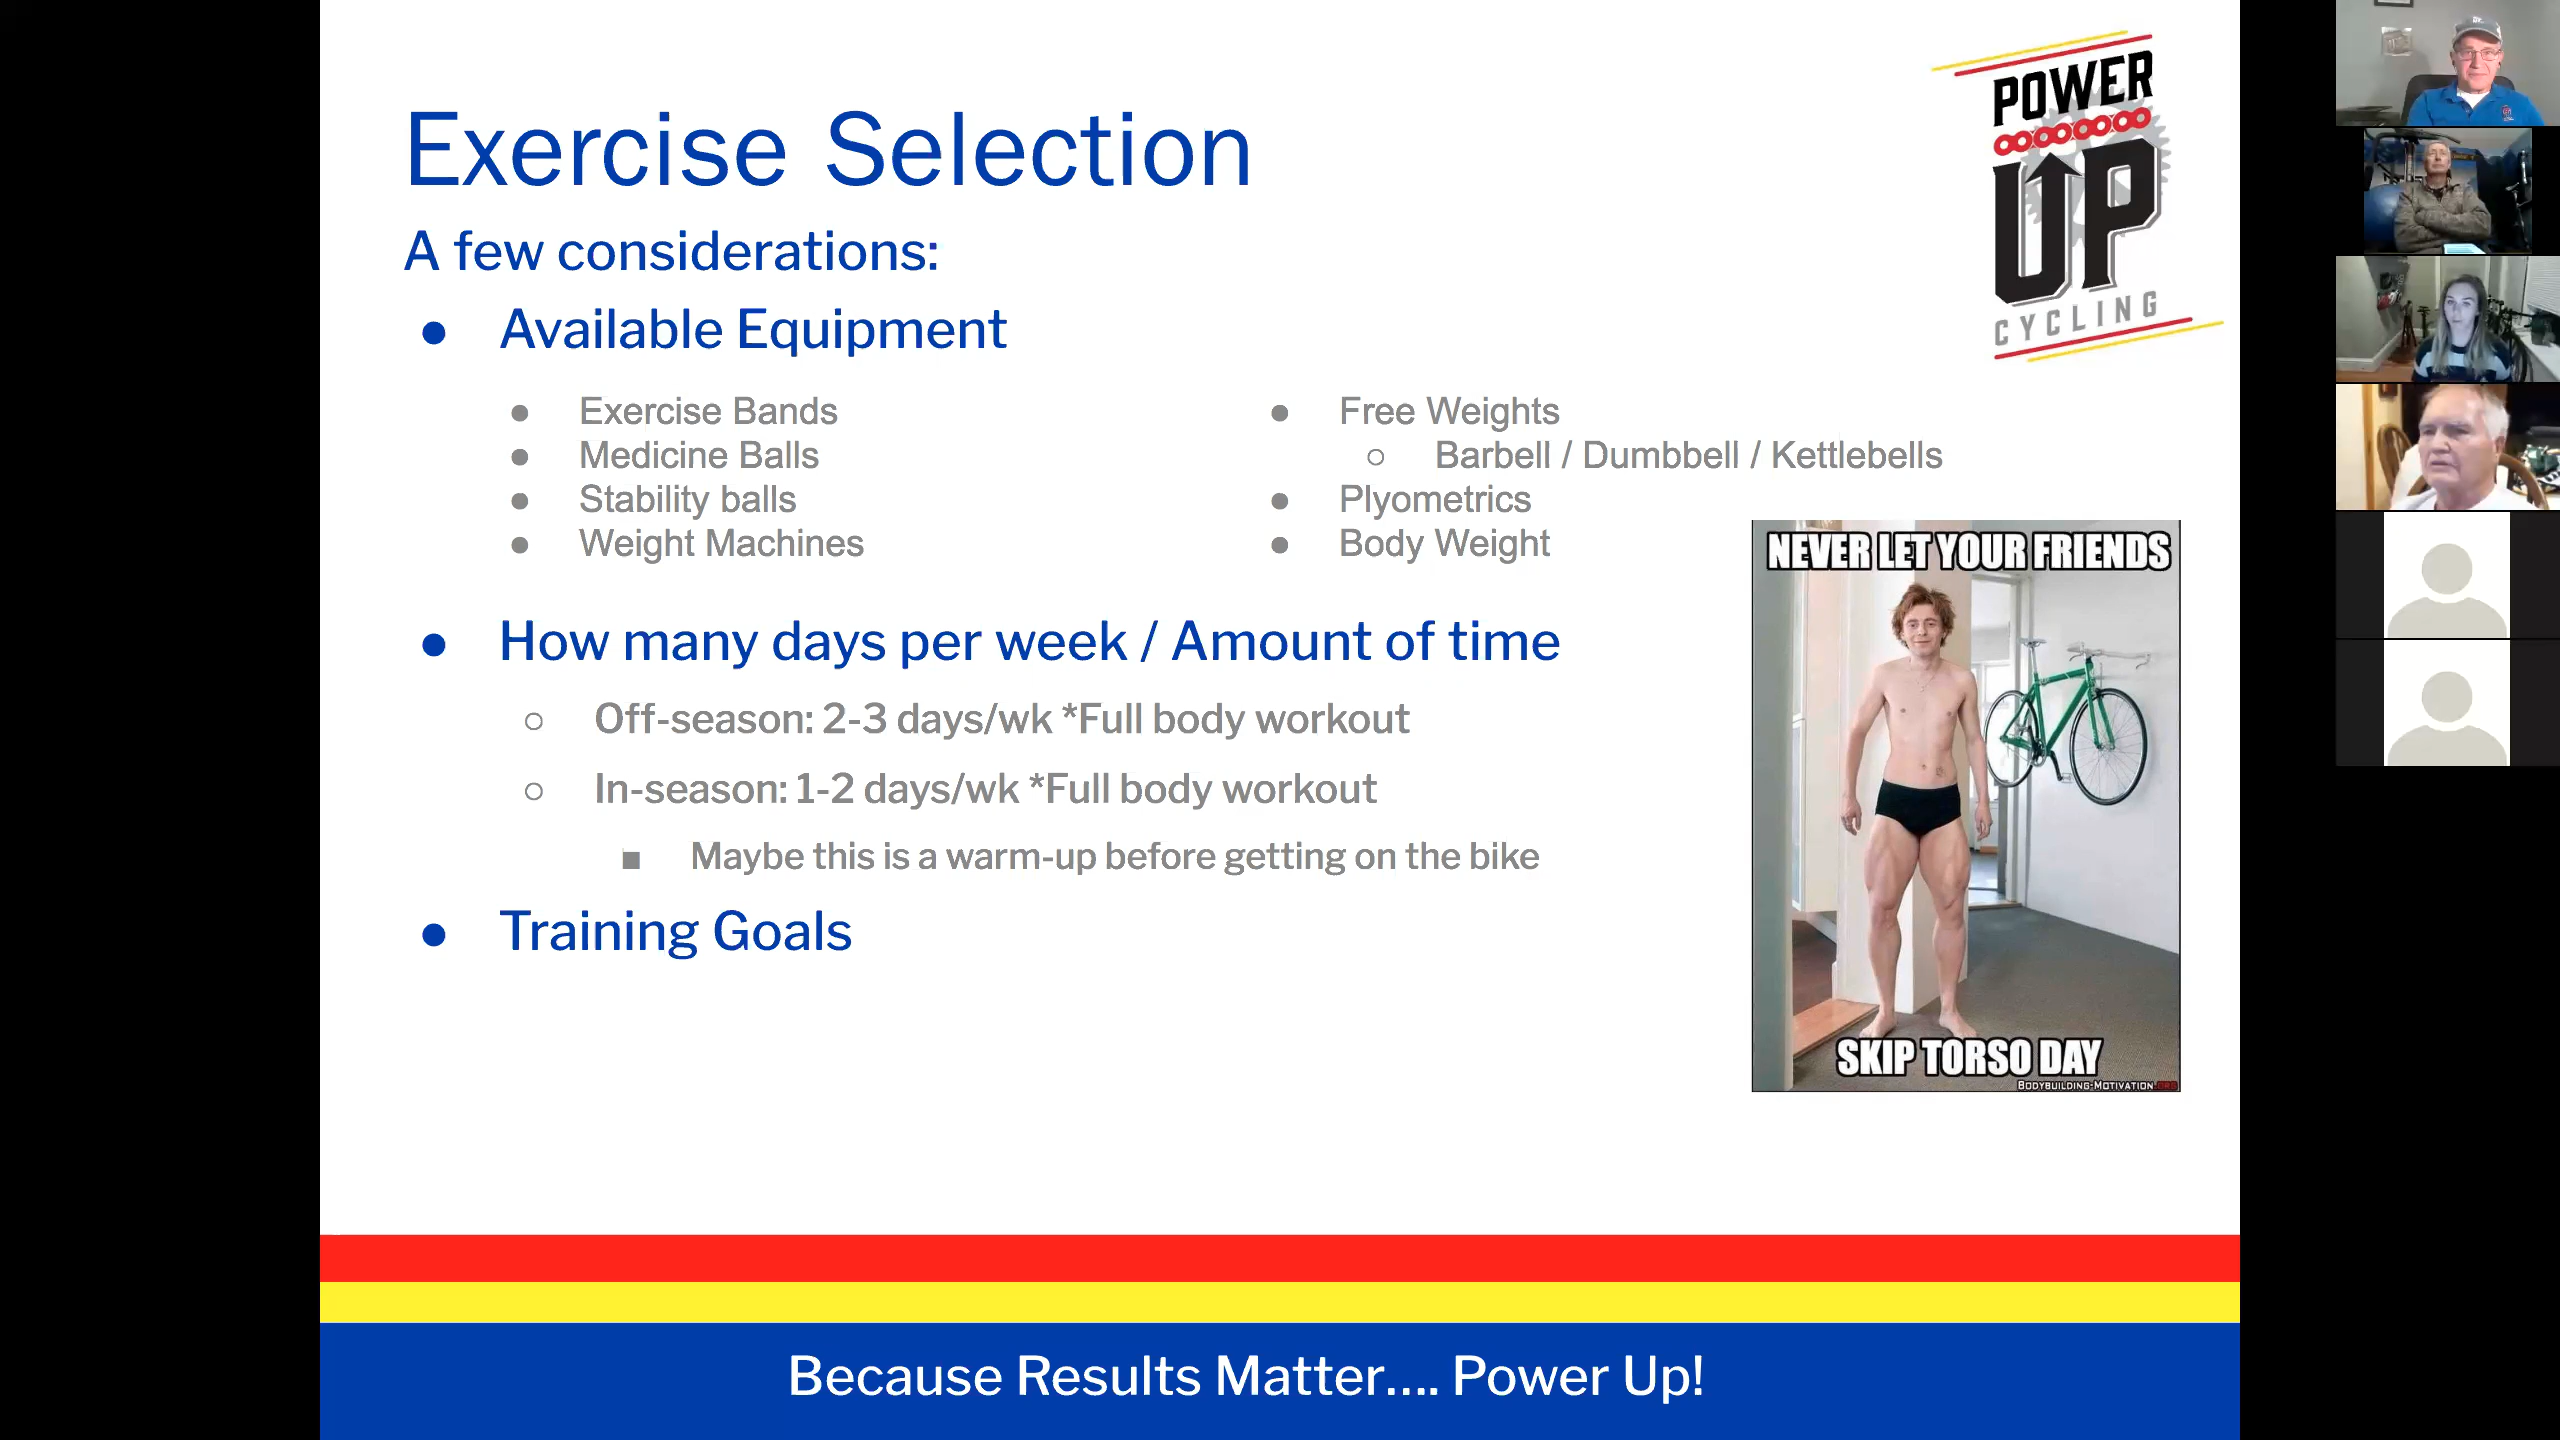 Exercise Selection
POWER
UP
CYCLING
A few considerations:
● Available Equipment
● Exercise Bands
● Medicine Balls
● Stability balls
● Weight Machines
● Free Weights
○ Barbell / Dumbbell / Kettlebells
● Plyometrics
● Body Weight
● How many days per week / Amount of time
○ Off-season: 2-3 days/wk *Full body workout
○ In-season: 1-2 days/wk *Full body workout
■ Maybe this is a warm-up before getting on the bike
● Training Goals
NEVER LET YOUR FRIENDS
SKIP TORSO DAY
BODYBUILDING-MOTIVATION.ORG
Because Results Matter.... Power Up!